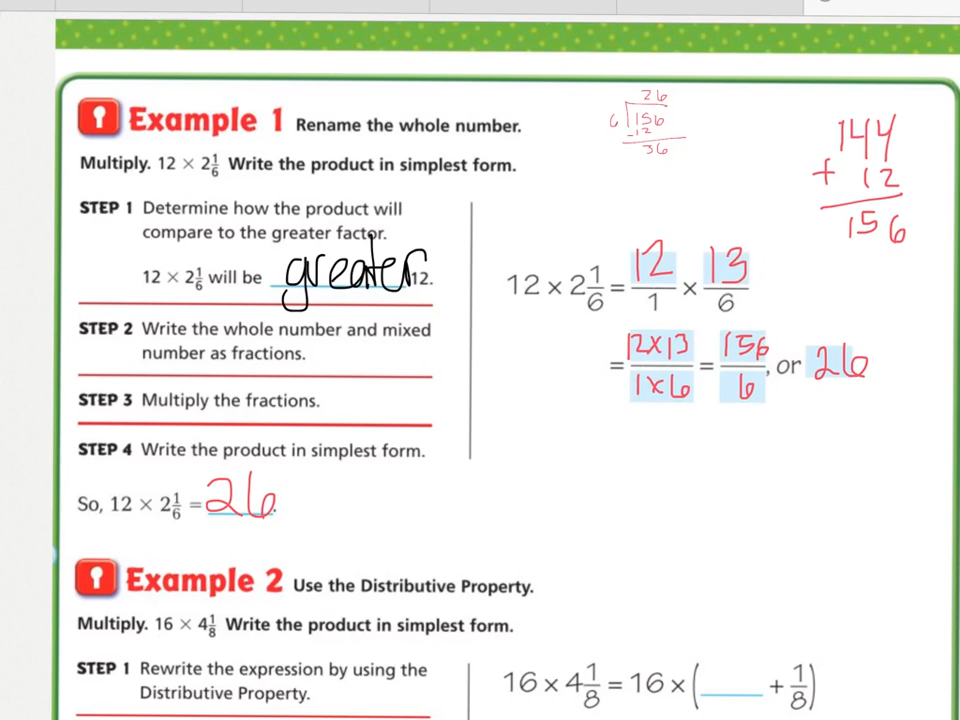 Example 1 Rename the whole number.
26
6 156
-12
36
144
+ 12
156
Multiply. 12 × 2 1/6 Write the product in simplest form.
STEP 1 Determine how the product will
compare to the greater factor.
12 × 2 1/6 will be greater 12.
STEP 2 Write the whole number and mixed
number as fractions.
STEP 3 Multiply the fractions.
STEP 4 Write the product in simplest form.
So, 12 × 2 1/6 = 26.
12 × 2 1/6 = 12/1 × 13/6
= 12×13/1×6 = 156/6, or 26
Example 2 Use the Distributive Property.
Multiply. 16 × 4 1/8 Write the product in simplest form.
STEP 1 Rewrite the expression by using the
Distributive Property.
16 × 4 1/8 = 16 × ( ___ + 1/8 )